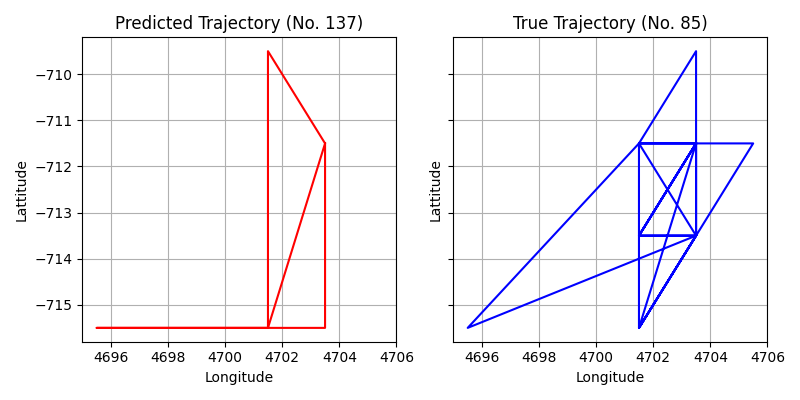 Predicted Trajectory (No. 137)
True Trajectory (No. 85)
Lattitude
−710
−711
−712
−713
−714
−715
4696 4698 4700 4702 4704 4706
Longitude
Lattitude
4696 4698 4700 4702 4704 4706
Longitude